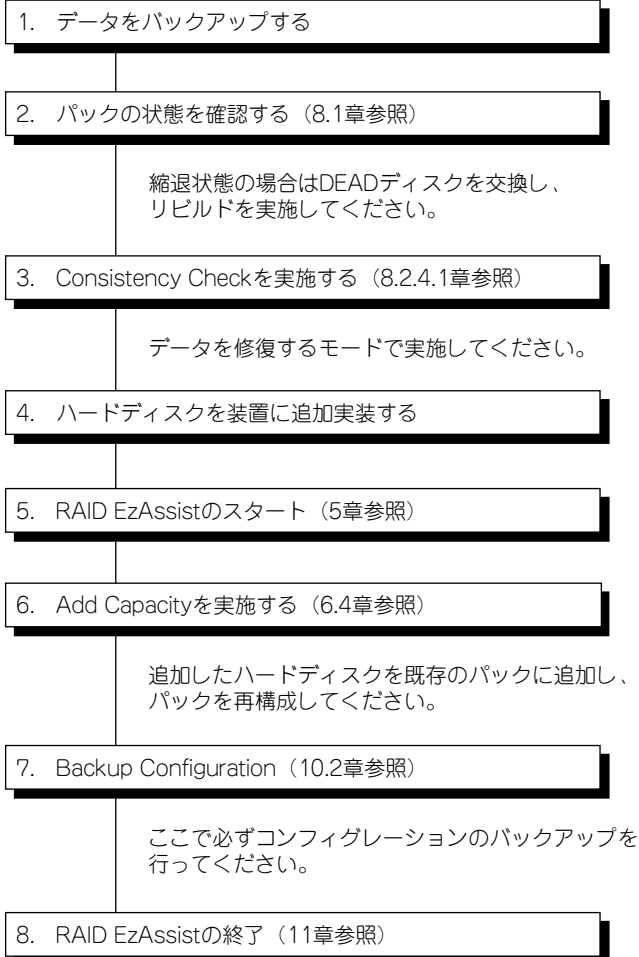 1. データをバックアップする
2. パックの状態を確認する（8.1章参照）
縮退状態の場合はDEADディスクを交換し、
リビルドを実施してください。
3. Consistency Checkを実施する（8.2.4.1章参照）
データを修復するモードで実施してください。
4. ハードディスクを装置に追加実装する
5. RAID EzAssistのスタート（5章参照）
6. Add Capacityを実施する（6.4章参照）
追加したハードディスクを既存のパックに追加し、
パックを再構成してください。
7. Backup Configuration（10.2章参照）
ここで必ずコンフィグレーションのバックアップを
行ってください。
8. RAID EzAssistの終了（11章参照）